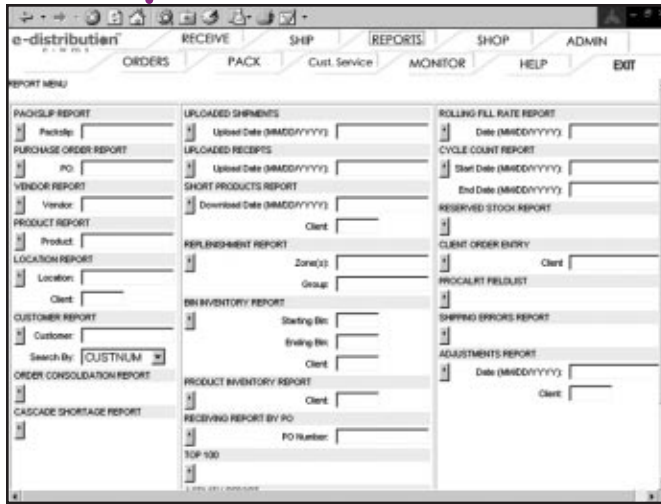 e-distribution
RECEIVE SHIP REPORTS SHOP ADMIN
ORDERS PACK Cust. Service MONITOR HELP EXIT
REPORT MENU
PACKSLIP REPORT
Packslip:
PURCHASE ORDER REPORT
PO:
VENDOR REPORT
Vendor:
PRODUCT REPORT
Product:
LOCATION REPORT
Location:
Client:
CUSTOMER REPORT
Customer:
Search By: CUSTNUM
ORDER CONSOLIDATION REPORT
CASCADE SHORTAGE REPORT
UPLOADED SHIPMENTS
Upload Date (MM/DD/YYYY):
UPLOADED RECEIPTS
Upload Date (MM/DD/YYYY):
SHORT PRODUCTS REPORT
Download Date (MM/DD/YYYY):
Client:
REPLENISHMENT REPORT
Zone(s):
Group:
BIN INVENTORY REPORT
Starting Bin:
Ending Bin:
Client:
PRODUCT INVENTORY REPORT
Client:
RECEIVING REPORT BY PO
PO Number:
TOP 100
ROLLING FILL RATE REPORT
Date (MM/DD/YYYY):
CYCLE COUNT REPORT
Start Date (MM/DD/YYYY):
End Date (MM/DD/YYYY):
RESERVED STOCK REPORT
CLIENT ORDER ENTRY
Client:
PROCALRT FIELDLIST
SHIPPING ERRORS REPORT
ADJUSTMENTS REPORT
Date (MM/DD/YYYY):
Client: